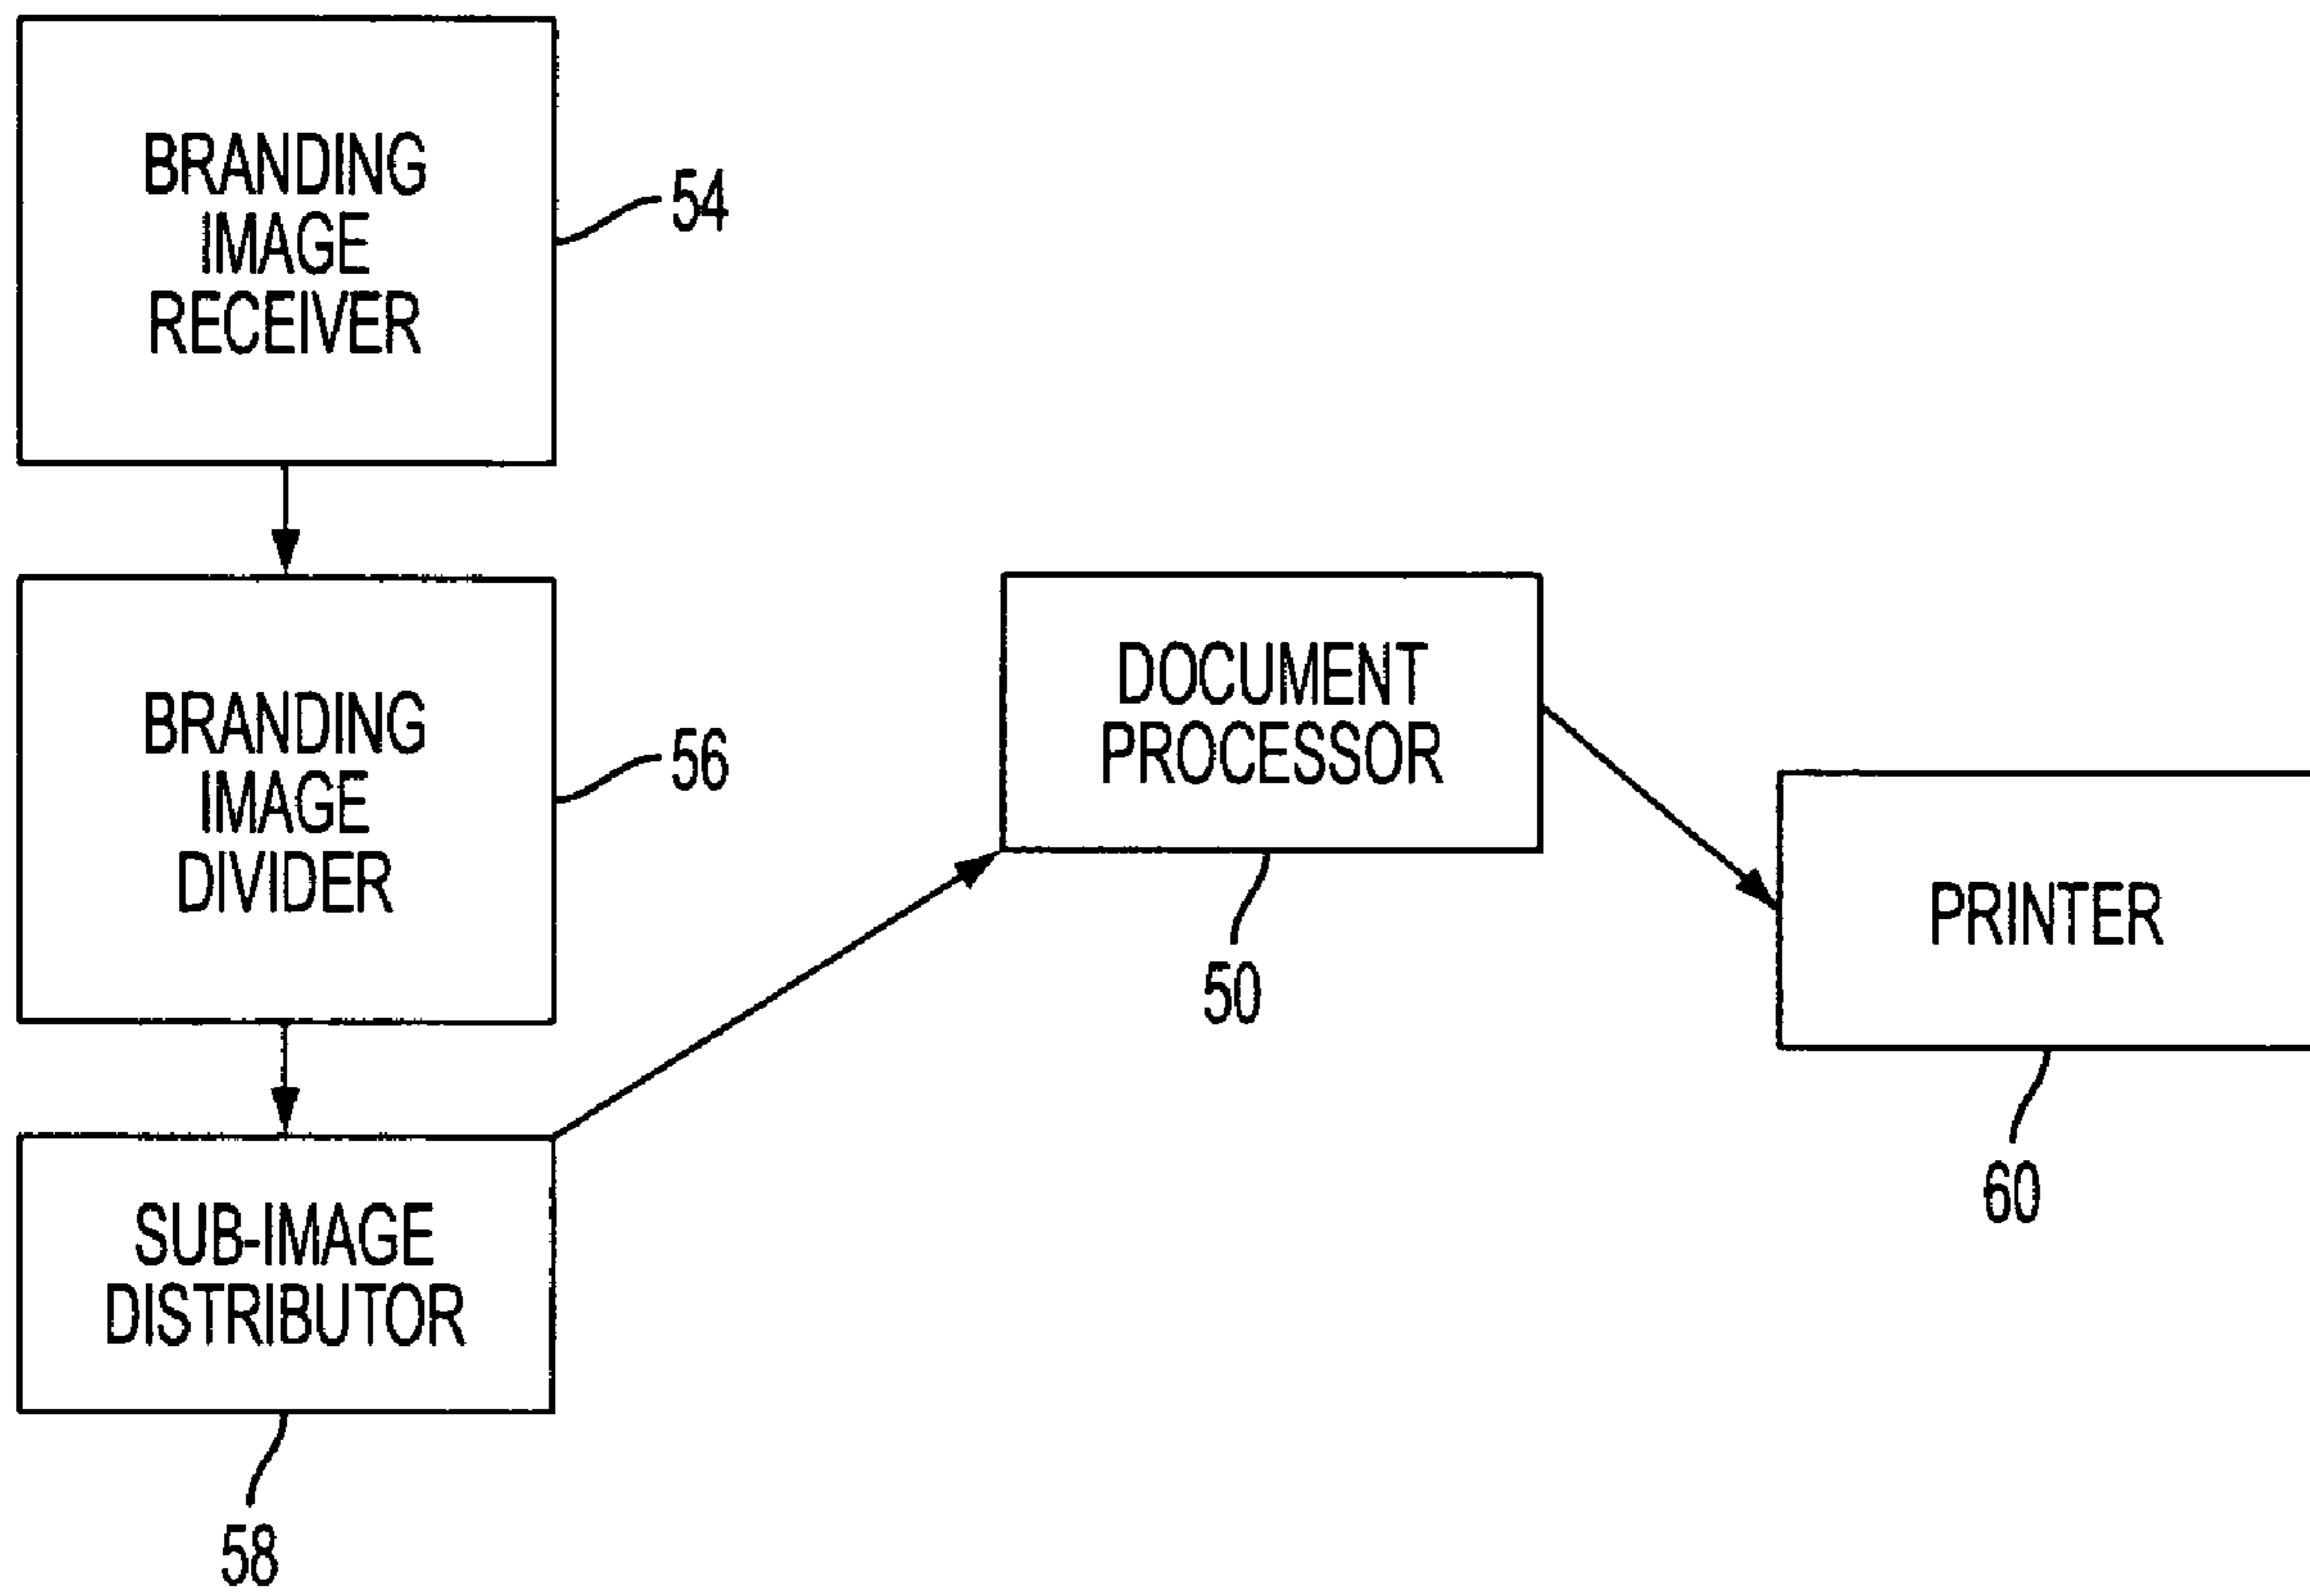 BRANDING
IMAGE
RECEIVER
54
BRANDING
IMAGE
DIVIDER
56
SUB-IMAGE
DISTRIBUTOR
58
DOCUMENT
PROCESSOR
50
PRINTER
60